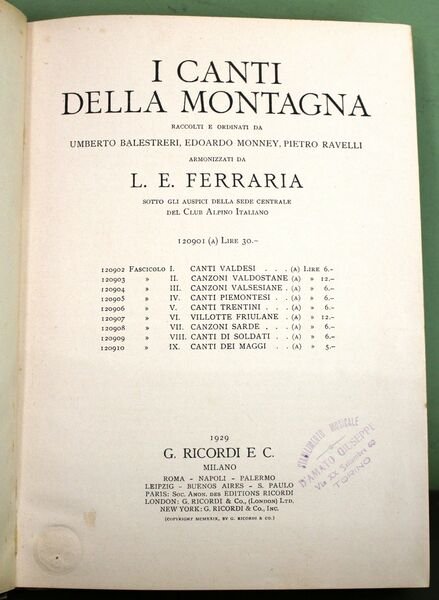 I CANTI
DELLA MONTAGNA
RACCOLTI E ORDINATI DA
UMBERTO BALESTRERI, EDOARDO MONNEY, PIETRO RAVELLI
ARMONIZZATI DA
L. E. FERRARIA
SOTTO GLI AUSPICI DELLA SEDE CENTRALE
DEL CLUB ALPINO ITALIANO
120901 (A) LIRE 30.-
120902 FASCICOLO I. CANTI VALDESI . . . (A) LIRE 6.-
120903 » II. CANZONI VALDOSTANE (A) » 12.-
120904 » III. CANZONI VALSESIANE . (A) » 6.-
120905 » IV. CANTI PIEMONTESI . . (A) » 6.-
120906 » V. CANTI TRENTINI . . . (A) » 6.-
120907 » VI. VILLOTTE FRIULANE . (A) » 12.-
120908 » VII. CANZONI SARDE . . (A) » 6.-
120909 » VIII. CANTI DI SOLDATI . . (A) » 6.-
120910 » IX. CANTI DEI MAGGI . . (A) » 5.-
1929
G. RICORDI E C.
MILANO
ROMA - NAPOLI - PALERMO
LEIPZIG - BUENOS AIRES - S. PAULO
PARIS: SOC. ANON. DES EDITIONS RICORDI
LONDON: G. RICORDI & CO., (LONDON) LTD.
NEW YORK: G. RICORDI & CO., INC.
(COPYRIGHT MCMXXIX, BY G. RICORDI & CO.)
MUSICALE
D'AMATO GIUSEPPE
Via XX Settembre
TORINO